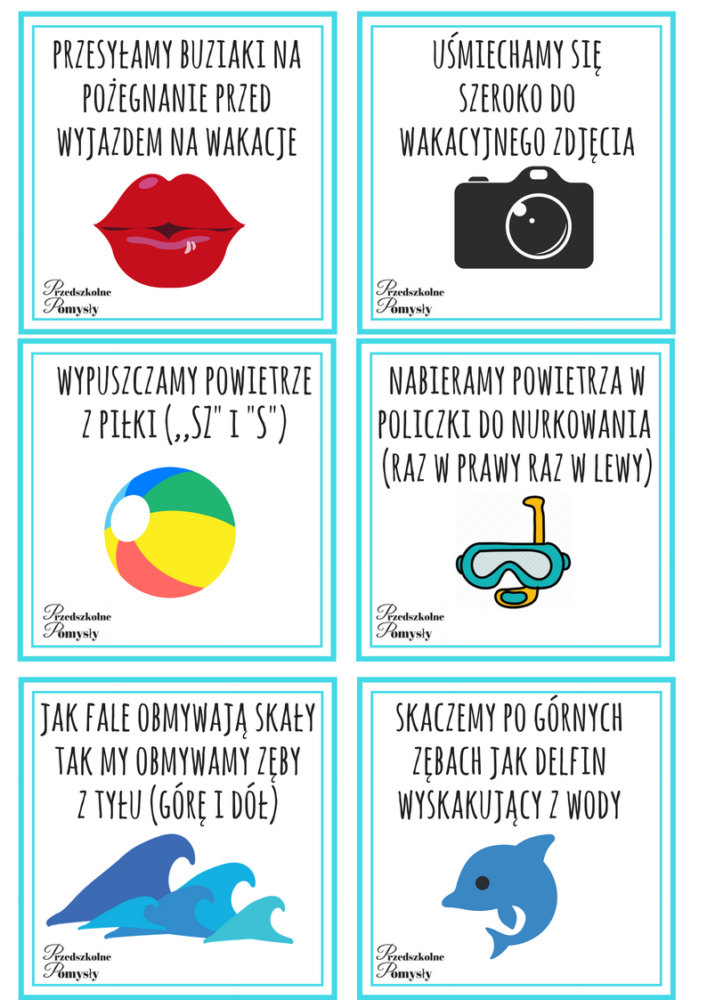 PRZESYŁAMY BUZIAKI NA
POŻEGNANIE PRZED
WYJAZDEM NA WAKACJE
Przedszkolne
Pomysły
UŚMIECHAMY SIĘ
SZEROKO DO
WAKACYJNEGO ZDJĘCIA
Przedszkolne
Pomysły
WYPUSZCZAMY POWIETRZE
Z PIŁKI (,,SZ" I "S")
Przedszkolne
Pomysły
NABIERAMY POWIETRZA W
POLICZKI DO NURKOWANIA
(RAZ W PRAWY RAZ W LEWY)
Przedszkolne
Pomysły
JAK FALE OBMYWAJĄ SKAŁY
TAK MY OBMYWAMY ZĘBY
Z TYŁU (GÓRĘ I DÓŁ)
Przedszkolne
Pomysły
SKACZEMY PO GÓRNYCH
ZĘBACH JAK DELFIN
WYSKAKUJĄCY Z WODY
Przedszkolne
Pomysły